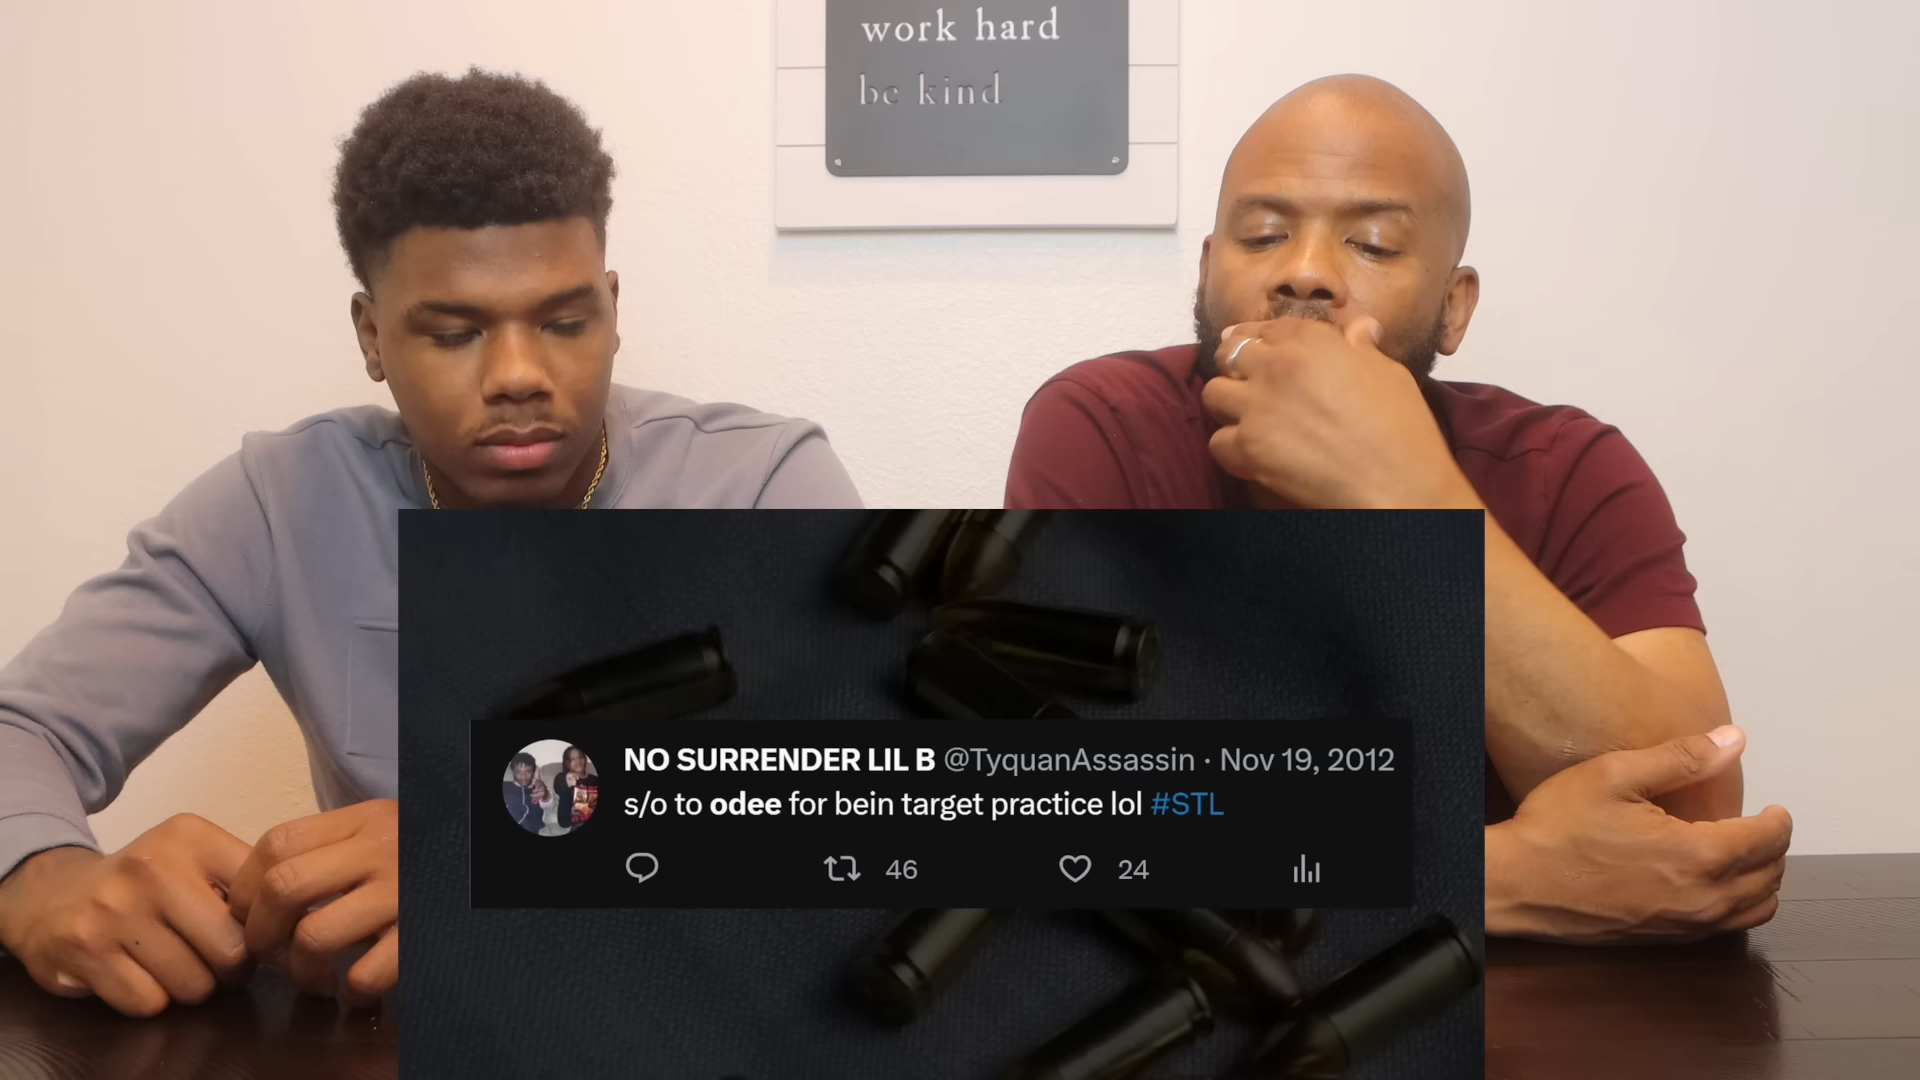 work hard
be kind
NO SURRENDER LIL B @TyquanAssassin · Nov 19, 2012
s/o to odee for bein target practice lol #STL
46 24